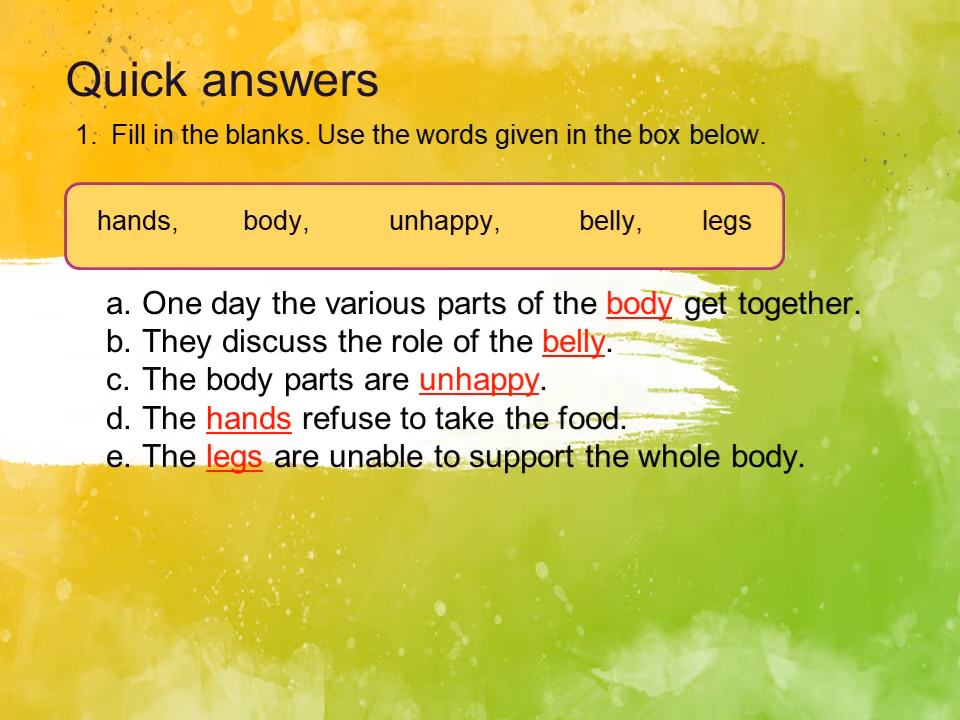 Quick answers
1. Fill in the blanks. Use the words given in the box below.
hands, body, unhappy, belly, legs
a. One day the various parts of the body get together.
b. They discuss the role of the belly.
c. The body parts are unhappy.
d. The hands refuse to take the food.
e. The legs are unable to support the whole body.